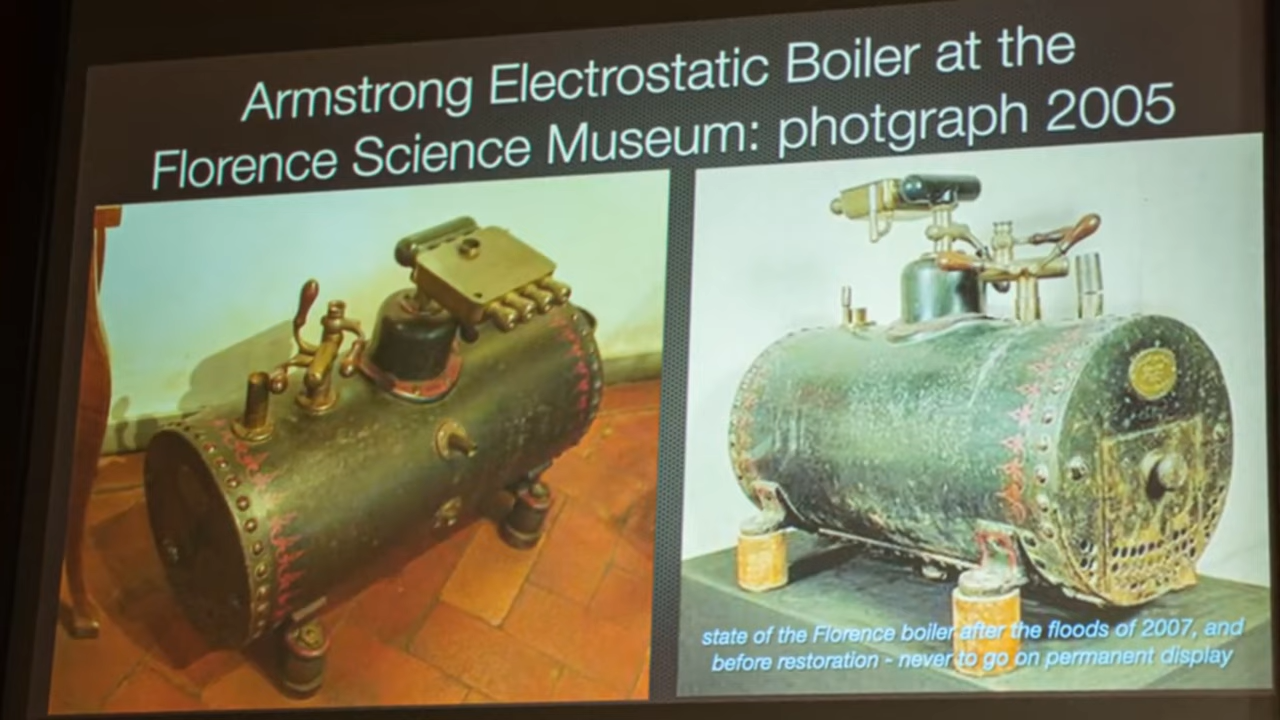 Armstrong Electrostatic Boiler at the
Florence Science Museum: photgraph 2005
state of the Florence boiler after the floods of 2007, and
before restoration - never to go on permanent display